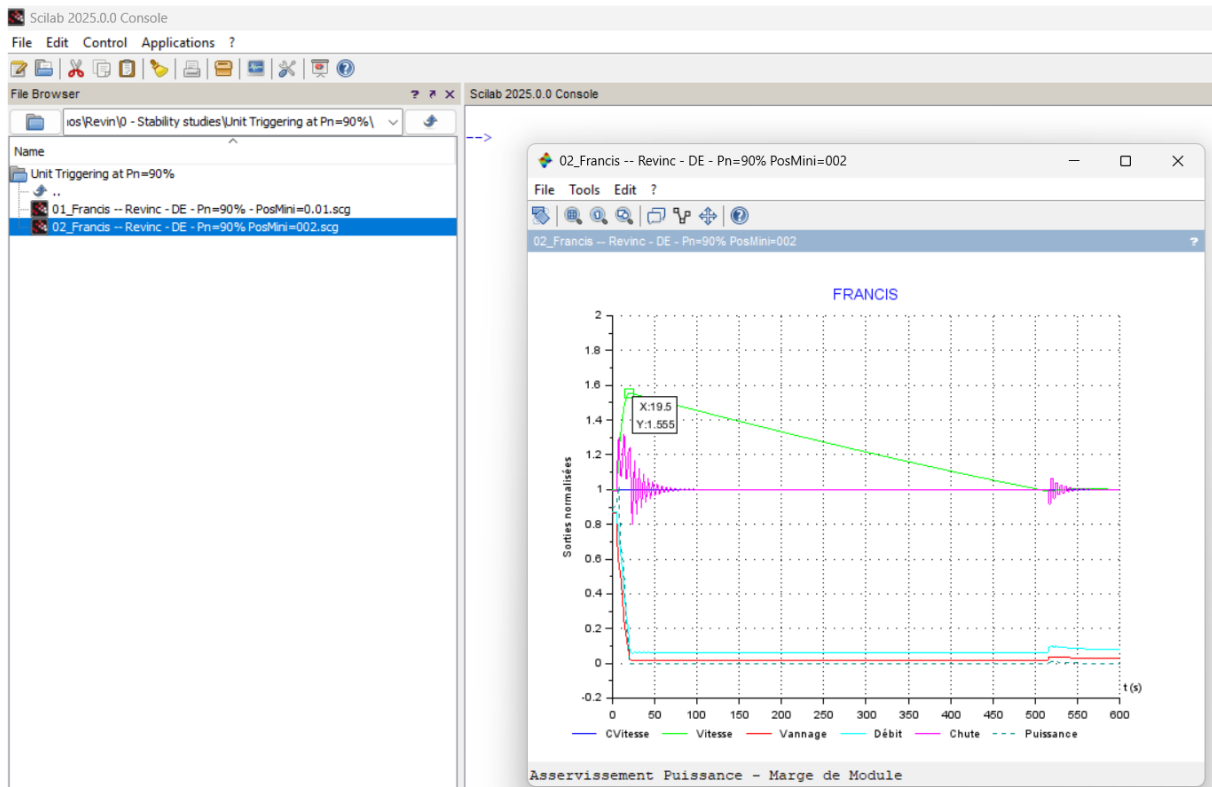 Scilab 2025.0.0 Console
File Edit Control Applications ?
File Browser
ios\Revin\0 - Stability studies\Unit Triggering at Pn=90%\
Name
Unit Triggering at Pn=90%
..
01_Francis -- Revinc - DE - Pn=90% - PosMini=0.01.scg
02_Francis -- Revinc - DE - Pn=90% PosMini=002.scg
Scilab 2025.0.0 Console
-->
02_Francis -- Revinc - DE - Pn=90% PosMini=002
File Tools Edit ?
02_Francis -- Revinc - DE - Pn=90% PosMini=002
?
FRANCIS
Sorties normalisées
2
1.8
1.6
1.4
1.2
1
0.8
0.6
0.4
0.2
0
-0.2
X:19.5
Y:1.555
t (s)
0 50 100 150 200 250 300 350 400 450 500 550 600
CVitesse Vitesse Vannage Débit Chute Puissance
Asservissement Puissance - Marge de Module